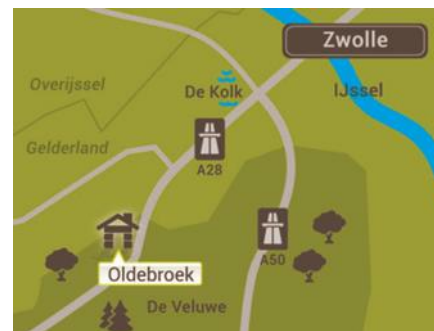 Zwolle
Overijssel
De Kolk
IJssel
Gelderland
A28
A50
Oldebroek
De Veluwe